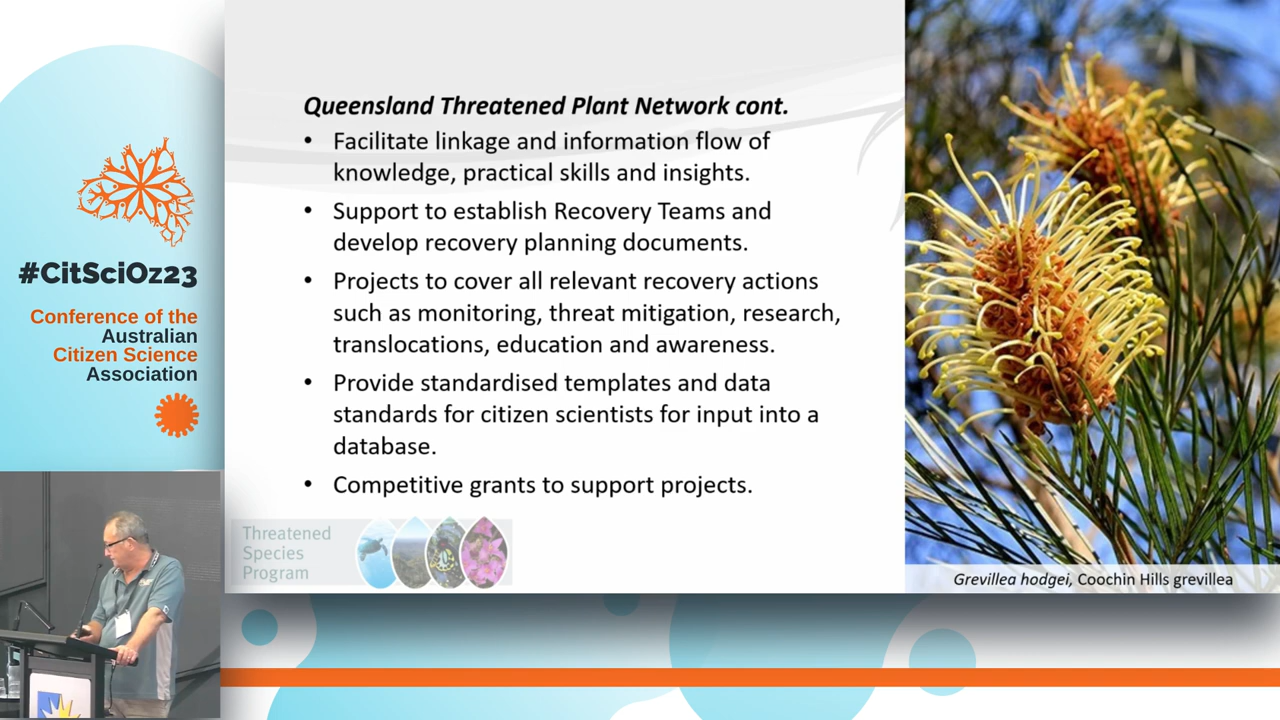 #CitSciOz23
Conference of the
Australian
Citizen Science
Association
Queensland Threatened Plant Network cont.
• Facilitate linkage and information flow of
knowledge, practical skills and insights.
• Support to establish Recovery Teams and
develop recovery planning documents.
• Projects to cover all relevant recovery actions
such as monitoring, threat mitigation, research,
translocations, education and awareness.
• Provide standardised templates and data
standards for citizen scientists for input into a
database.
• Competitive grants to support projects.
Threatened
Species
Program
Grevillea hodgei, Coochin Hills grevillea